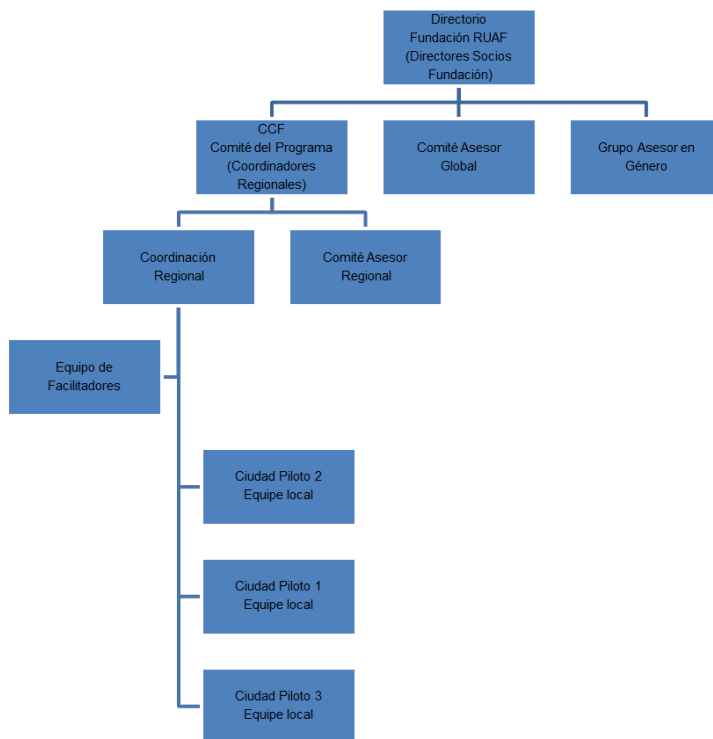 Directorio
Fundación RUAF
(Directores Socios
Fundación)
CCF
Comité del Programa
(Coordinadores
Regionales)
Comité Asesor
Global
Grupo Asesor en
Género
Coordinación
Regional
Comité Asesor
Regional
Equipo de
Facilitadores
Ciudad Piloto 2
Equipe local
Ciudad Piloto 1
Equipe local
Ciudad Piloto 3
Equipe local